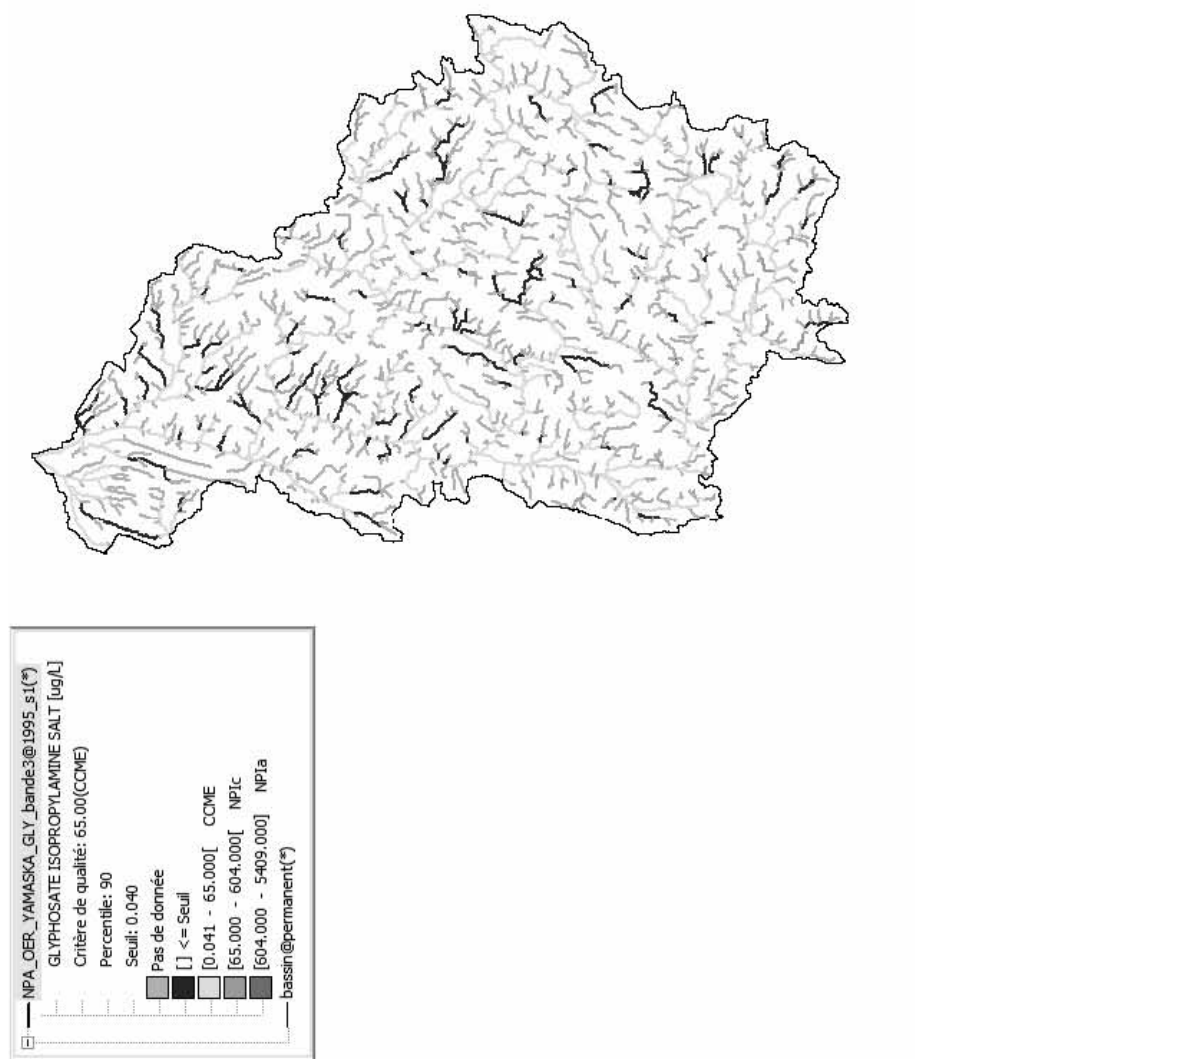 NPA_OER_YAMASKA_GLY_bande3@1995_s1(*)
GLYPHOSATE ISOPROPYLAMINE SALT [ug/L]
Critère de qualité: 65.00(CCME)
Percentile: 90
Seuil: 0.040
Pas de donnée
[] <= Seuil
[0.041 - 65.000[ CCME
[65.000 - 604.000[ NPIc
[604.000 - 5409.000] NPIa
bassin@permanent(*)